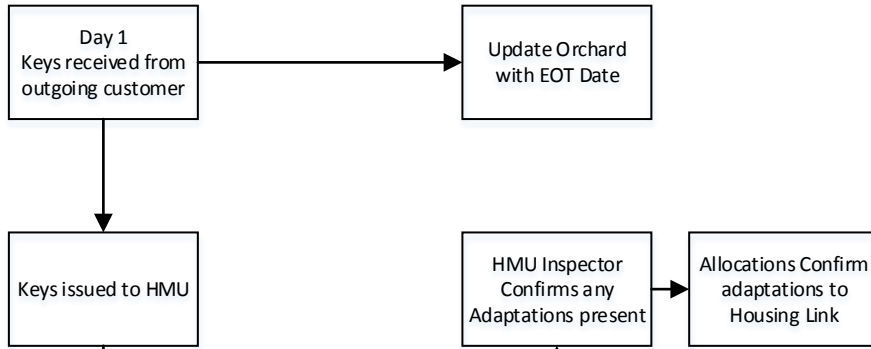 Day 1
Keys received from
outgoing customer
Update Orchard
with EOT Date
Keys issued to HMU
HMU Inspector
Confirms any
Adaptations present
Allocations Confirm
adaptations to
Housing Link